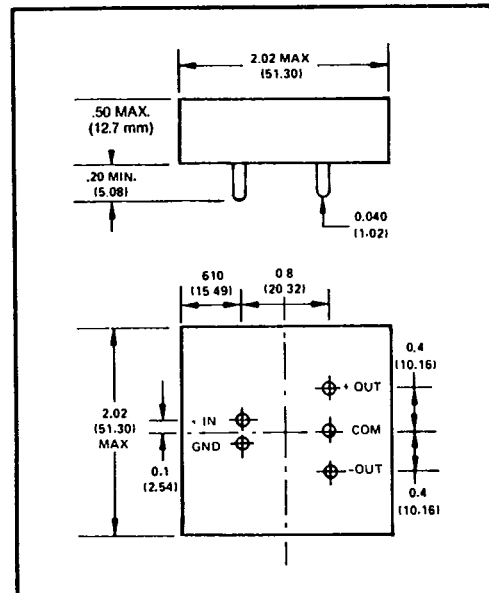 2.02 MAX
(51.30)
.50 MAX.
(12.7 mm)
.20 MIN.
(5.08)
0.040
(1.02)
610
(15 49)
0 8
(20 32)
0.4
(10.16)
+ OUT
2.02
(51.30)
MAX
IN
COM
GND
0.1
(2.54)
-OUT
0.4
(10.16)